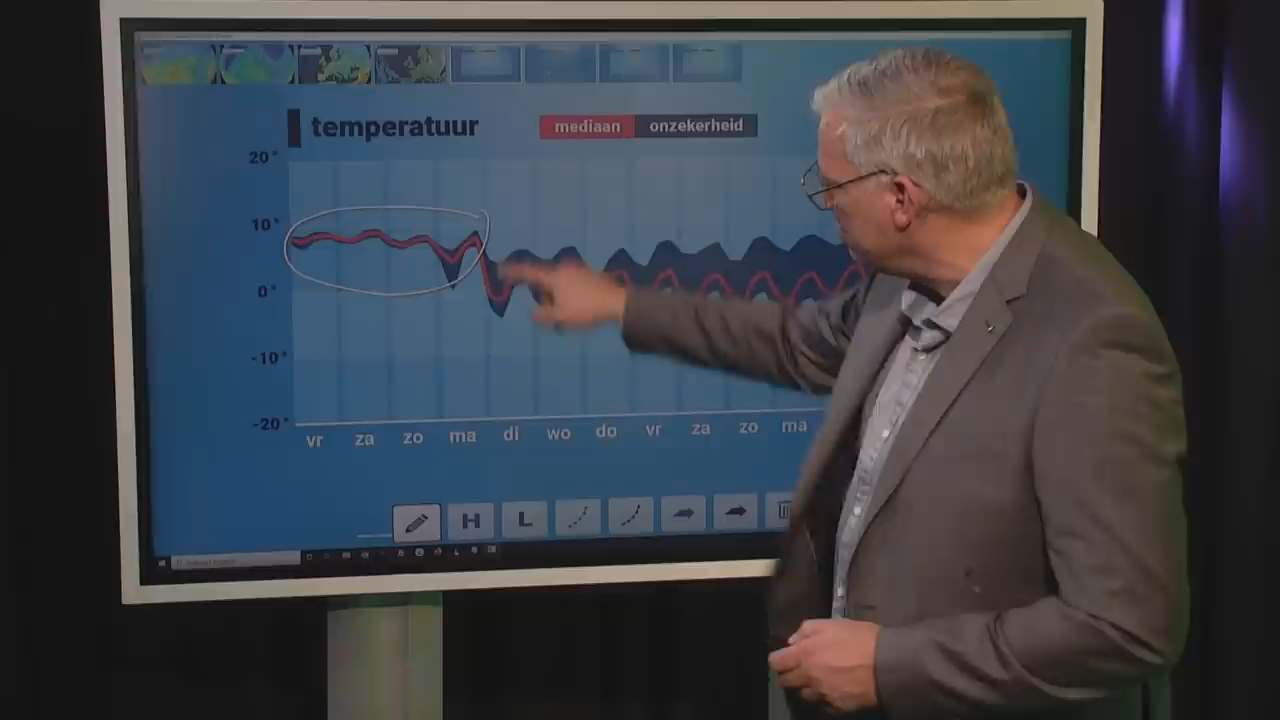 temperatuur
mediaan onzekerheid
20°
10°
0°
-10°
-20°
vr za zo ma di wo do vr za zo ma
H L